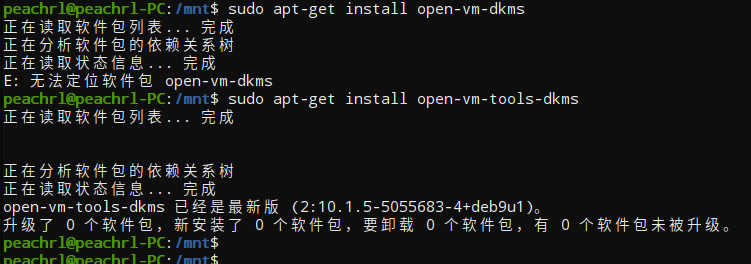 peachrl@peachrl-PC:/mnt$ sudo apt-get install open-vm-dkms
正在读取软件包列表... 完成
正在分析软件包的依赖关系树
正在读取状态信息... 完成
E: 无法定位软件包 open-vm-dkms
peachrl@peachrl-PC:/mnt$ sudo apt-get install open-vm-tools-dkms
正在读取软件包列表... 完成
正在分析软件包的依赖关系树
正在读取状态信息... 完成
open-vm-tools-dkms 已经是最新版 (2:10.1.5-5055683-4+deb9u1)。
升级了 0 个软件包，新安装了 0 个软件包，要卸载 0 个软件包，有 0 个软件包未被升级。
peachrl@peachrl-PC:/mnt$
peachrl@peachrl-PC:/mnt$